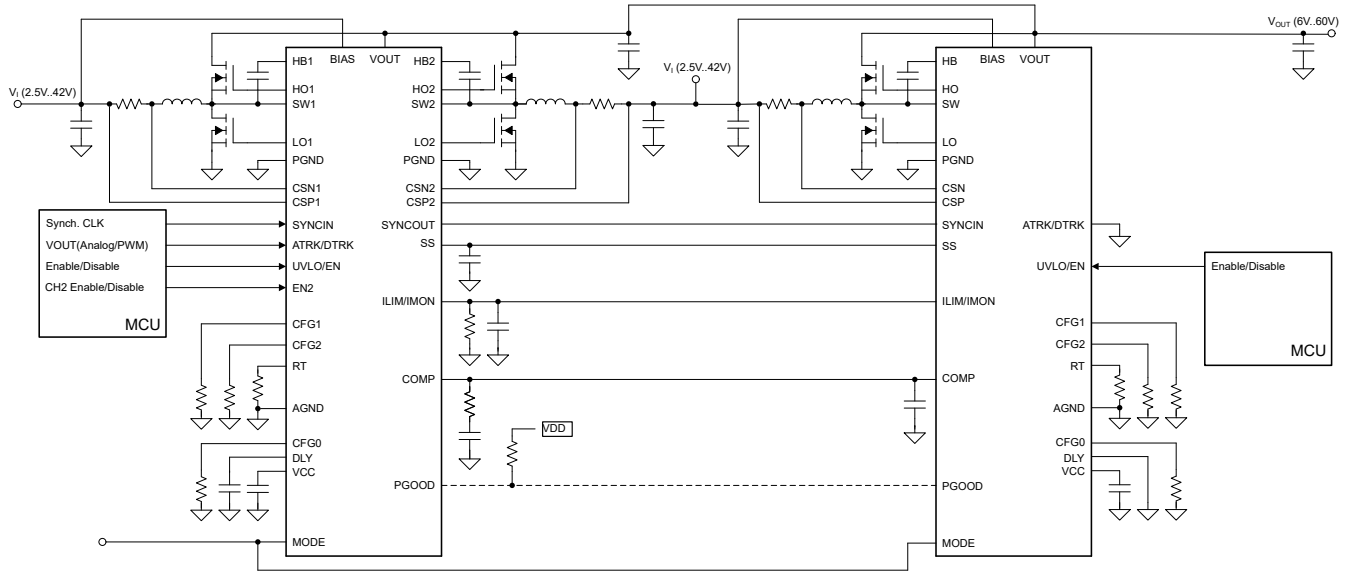 V_OUT (6V..60V)
V_I (2.5V..42V)
V_I (2.5V..42V)
BIAS VOUT
HB1
HO1
SW1
LO1
PGND
CSN1
CSP1
SYNCIN
ATRK/DTRK
UVLO/EN
EN2
CFG1
CFG2
RT
AGND
CFG0
DLY
VCC
MODE
HB2
HO2
SW2
LO2
PGND
CSN2
CSP2
SYNCOUT
SS
ILIM/IMON
COMP
PGOOD
Synch. CLK
VOUT(Analog/PWM)
Enable/Disable
CH2 Enable/Disable
MCU
VDD
BIAS VOUT
HB
HO
SW
LO
PGND
CSN
CSP
SYNCIN
SS
ILIM/IMON
COMP
PGOOD
MODE
ATRK/DTRK
UVLO/EN
CFG1
CFG2
RT
AGND
CFG0
DLY
VCC
Enable/Disable
MCU